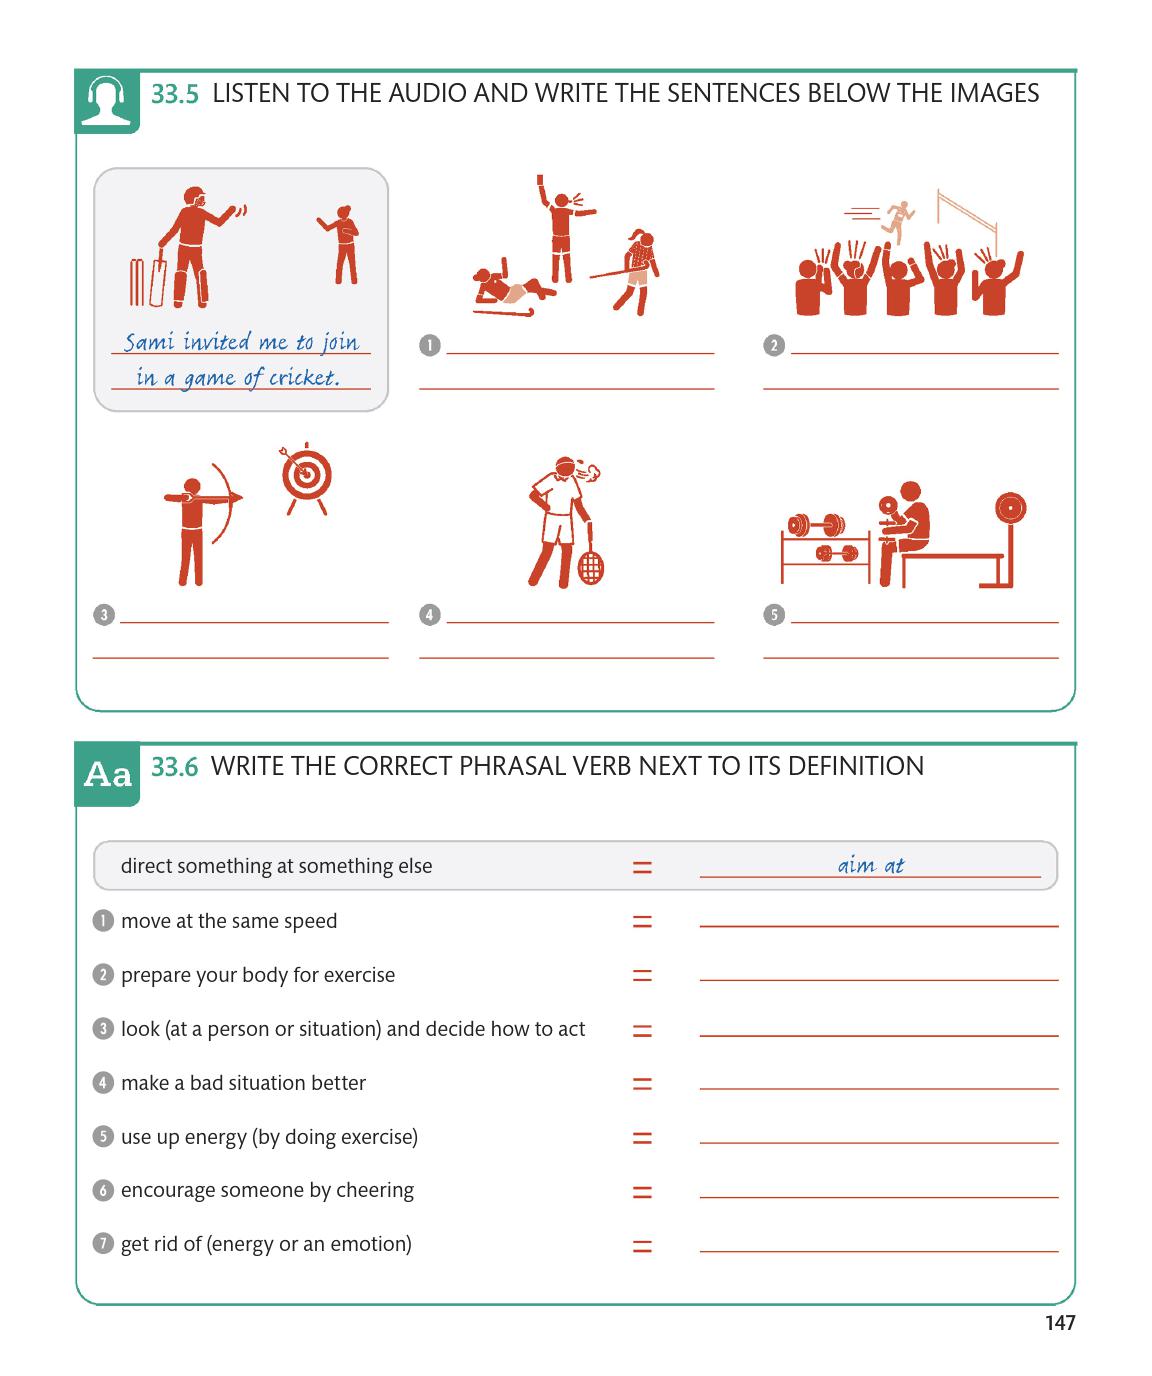 33.5 LISTEN TO THE AUDIO AND WRITE THE SENTENCES BELOW THE IMAGES
Sami invited me to join
in a game of cricket.
1
2
3
4
5
Aa
33.6 WRITE THE CORRECT PHRASAL VERB NEXT TO ITS DEFINITION
direct something at something else = aim at
1 move at the same speed =
2 prepare your body for exercise =
3 look (at a person or situation) and decide how to act =
4 make a bad situation better =
5 use up energy (by doing exercise) =
6 encourage someone by cheering =
7 get rid of (energy or an emotion) =
147